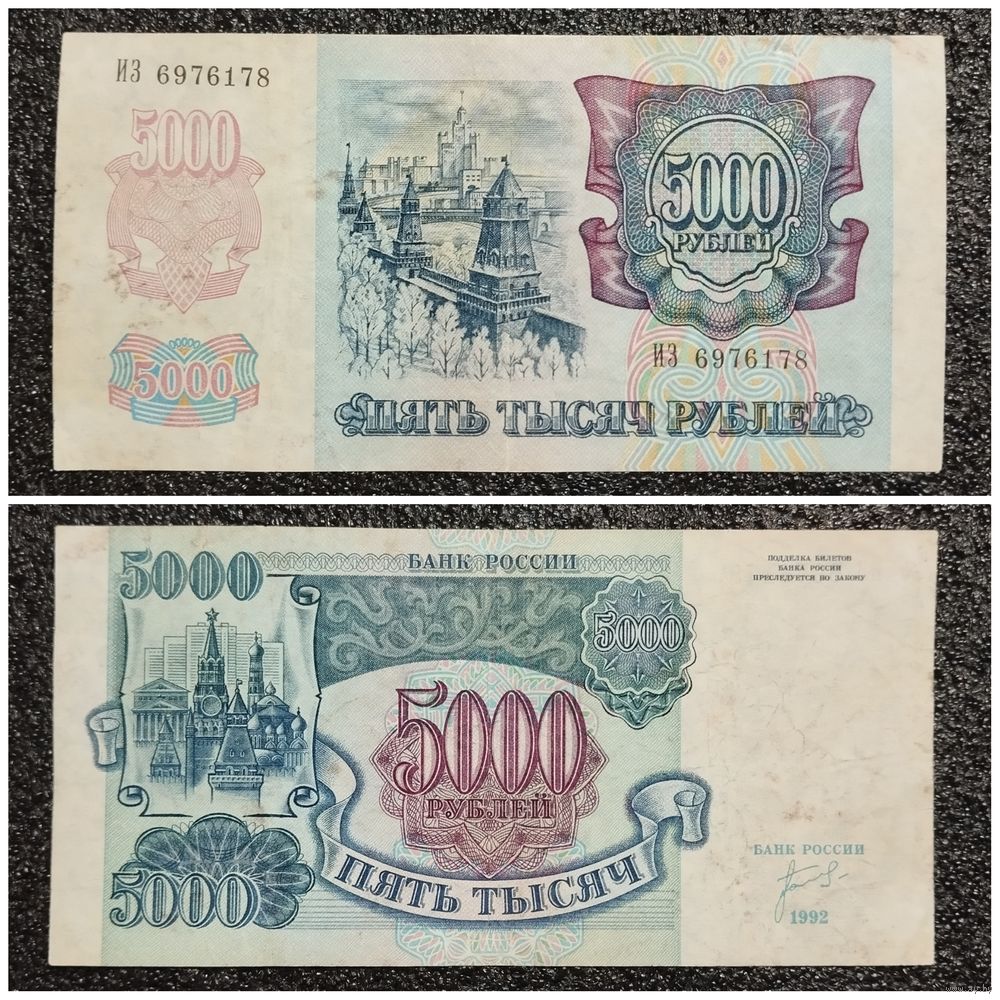 ИЗ 6976178
5000
5000
РУБЛЕЙ
5000
ИЗ 6976178
ПЯТЬ ТЫСЯЧ РУБЛЕЙ
5000
БАНК РОССИИ
ПОДДЕЛКА БИЛЕТОВ
БАНКА РОССИИ
ПРЕСЛЕДУЕТСЯ ПО ЗАКОНУ
5000
5000
РУБЛЕЙ
ПЯТЬ ТЫСЯЧ
5000
БАНК РОССИИ
1992